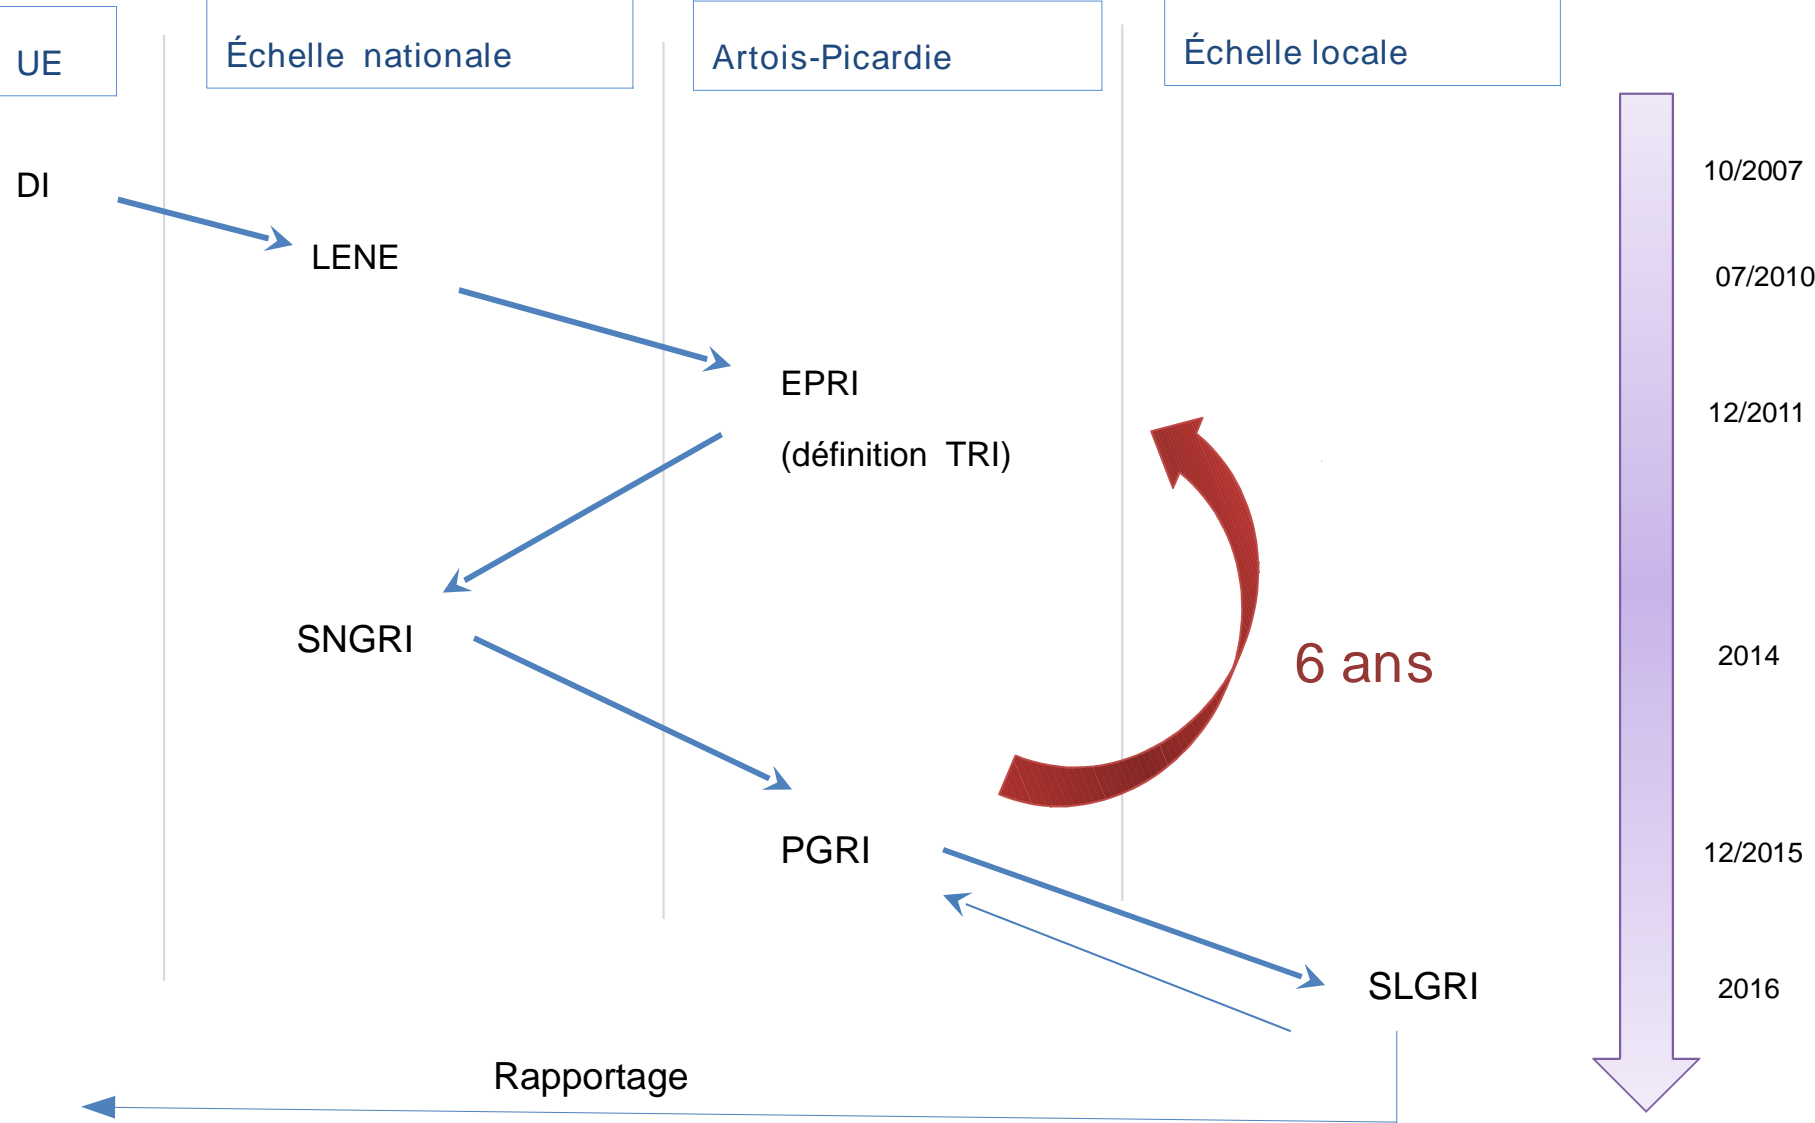 UE
Échelle nationale
Artois-Picardie
Échelle locale
DI
10/2007
LENE
07/2010
EPRI
12/2011
(définition TRI)
SNGRI
6 ans
2014
PGRI
12/2015
SLGRI
2016
Rapportage